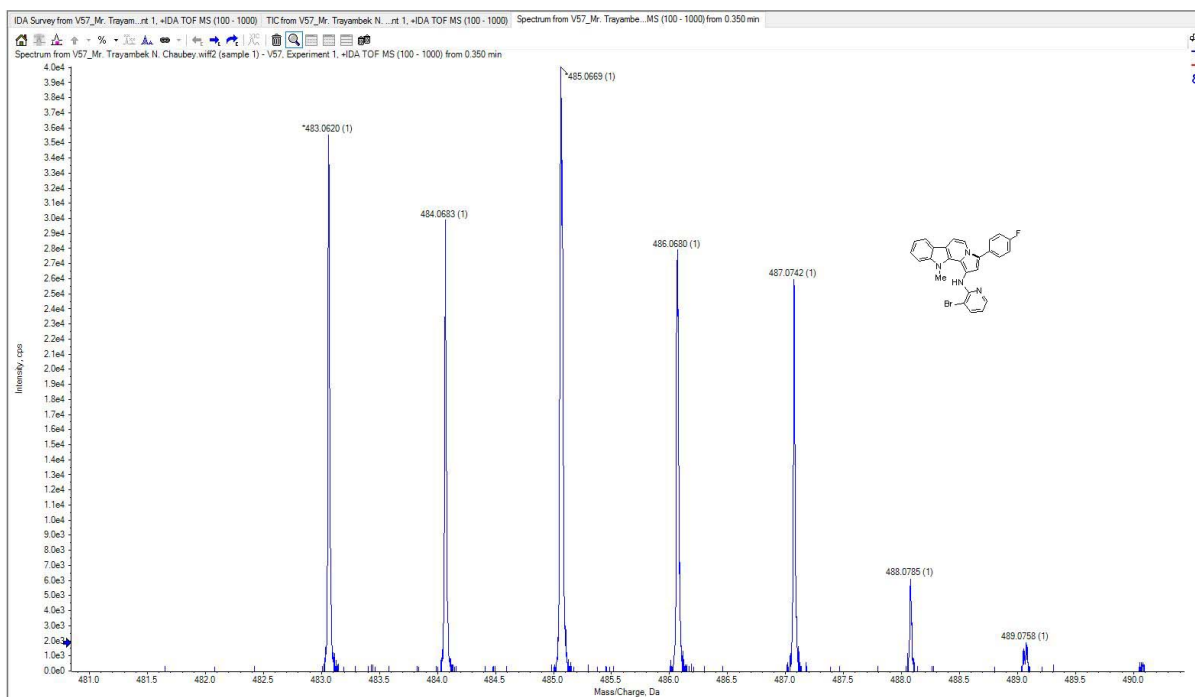 IDA Survey from V57_Mr. Trayam...nt 1, +IDA TOF MS (100 - 1000) TIC from V57_Mr. Trayambek N. ...nt 1, +IDA TOF MS (100 - 1000) Spectrum from V57_Mr. Trayambe...MS (100 - 1000) from 0.350 min
%
Spectrum from V57_Mr. Trayambek N. Chaubey.wiff2 (sample 1) - V57, Experiment 1, +IDA TOF MS (100 - 1000) from 0.350 min
4.0e4
3.9e4
3.8e4
3.7e4
3.6e4
3.5e4
3.4e4
3.3e4
3.2e4
3.1e4
3.0e4
2.9e4
2.8e4
2.7e4
2.6e4
2.5e4
2.4e4
2.3e4
2.2e4
2.1e4
2.0e4
1.9e4
1.8e4
1.7e4
1.6e4
1.5e4
1.4e4
1.3e4
1.2e4
1.1e4
1.0e4
9.0e3
8.0e3
7.0e3
6.0e3
5.0e3
4.0e3
3.0e3
2.0e3
1.0e3
0.0e0
Intensity, cps
*485.0669 (1)
*483.0620 (1)
484.0683 (1)
486.0680 (1)
487.0742 (1)
488.0785 (1)
489.0758 (1)
F
N
N
Me
HN
N
Br
481.0 481.5 482.0 482.5 483.0 483.5 484.0 484.5 485.0 485.5 486.0 486.5 487.0 487.5 488.0 488.5 489.0 489.5 490.0
Mass/Charge, Da